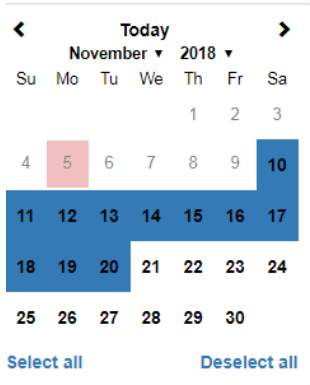 Today
November ▼ 2018 ▼
Su Mo Tu We Th Fr Sa
1 2 3
4 5 6 7 8 9 10
11 12 13 14 15 16 17
18 19 20 21 22 23 24
25 26 27 28 29 30
Select all Deselect all